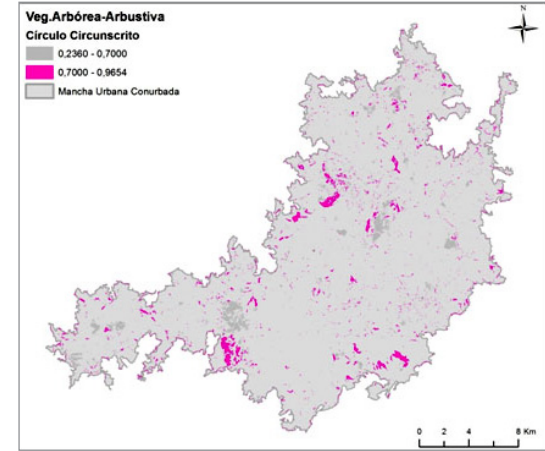 Veg.Arbórea-Arbustiva
Círculo Circunscrito
0,2360 - 0,7000
0,7000 - 0,9654
Mancha Urbana Conurbada
N
0 2 4 8 Km